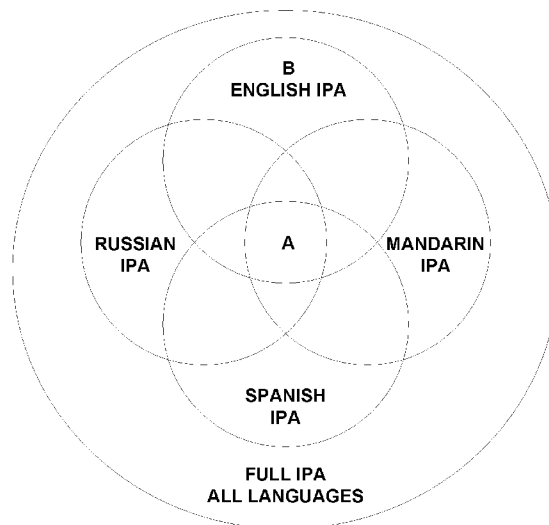 B
ENGLISH IPA
RUSSIAN
IPA
A
MANDARIN
IPA
SPANISH
IPA
FULL IPA
ALL LANGUAGES